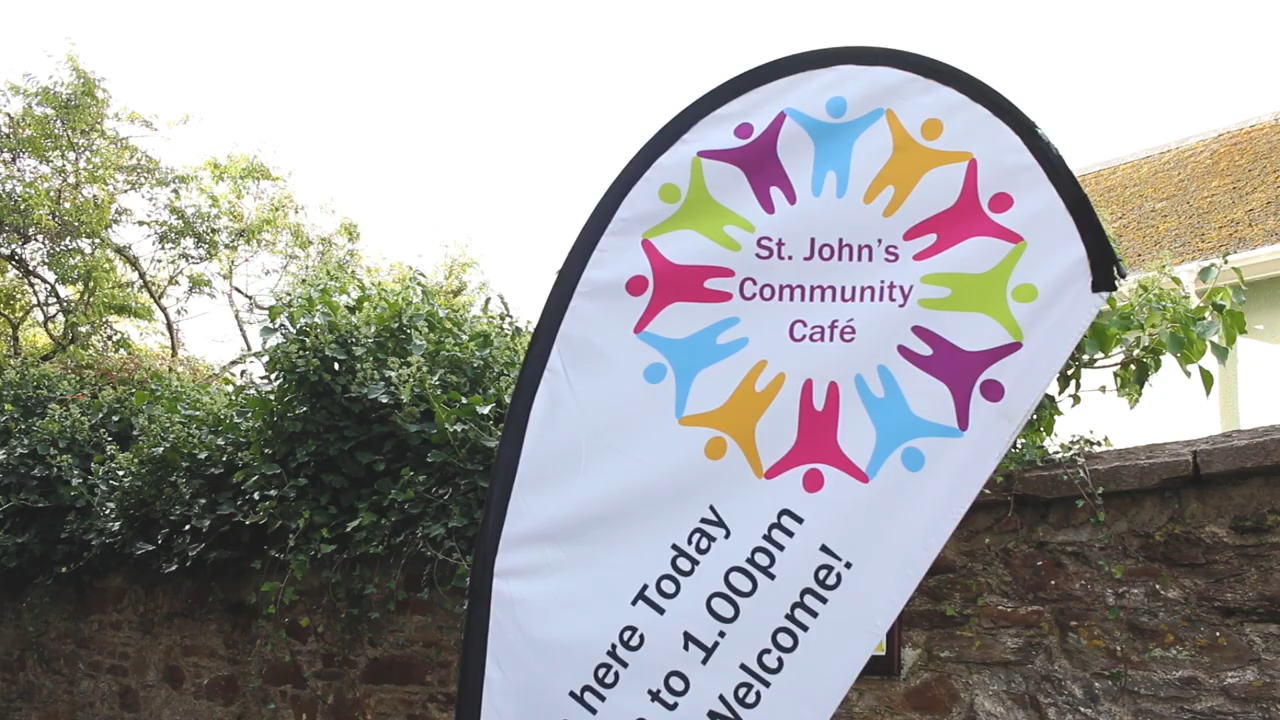 St. John's
Community
Café
here Today
to 1.00pm
Welcome!